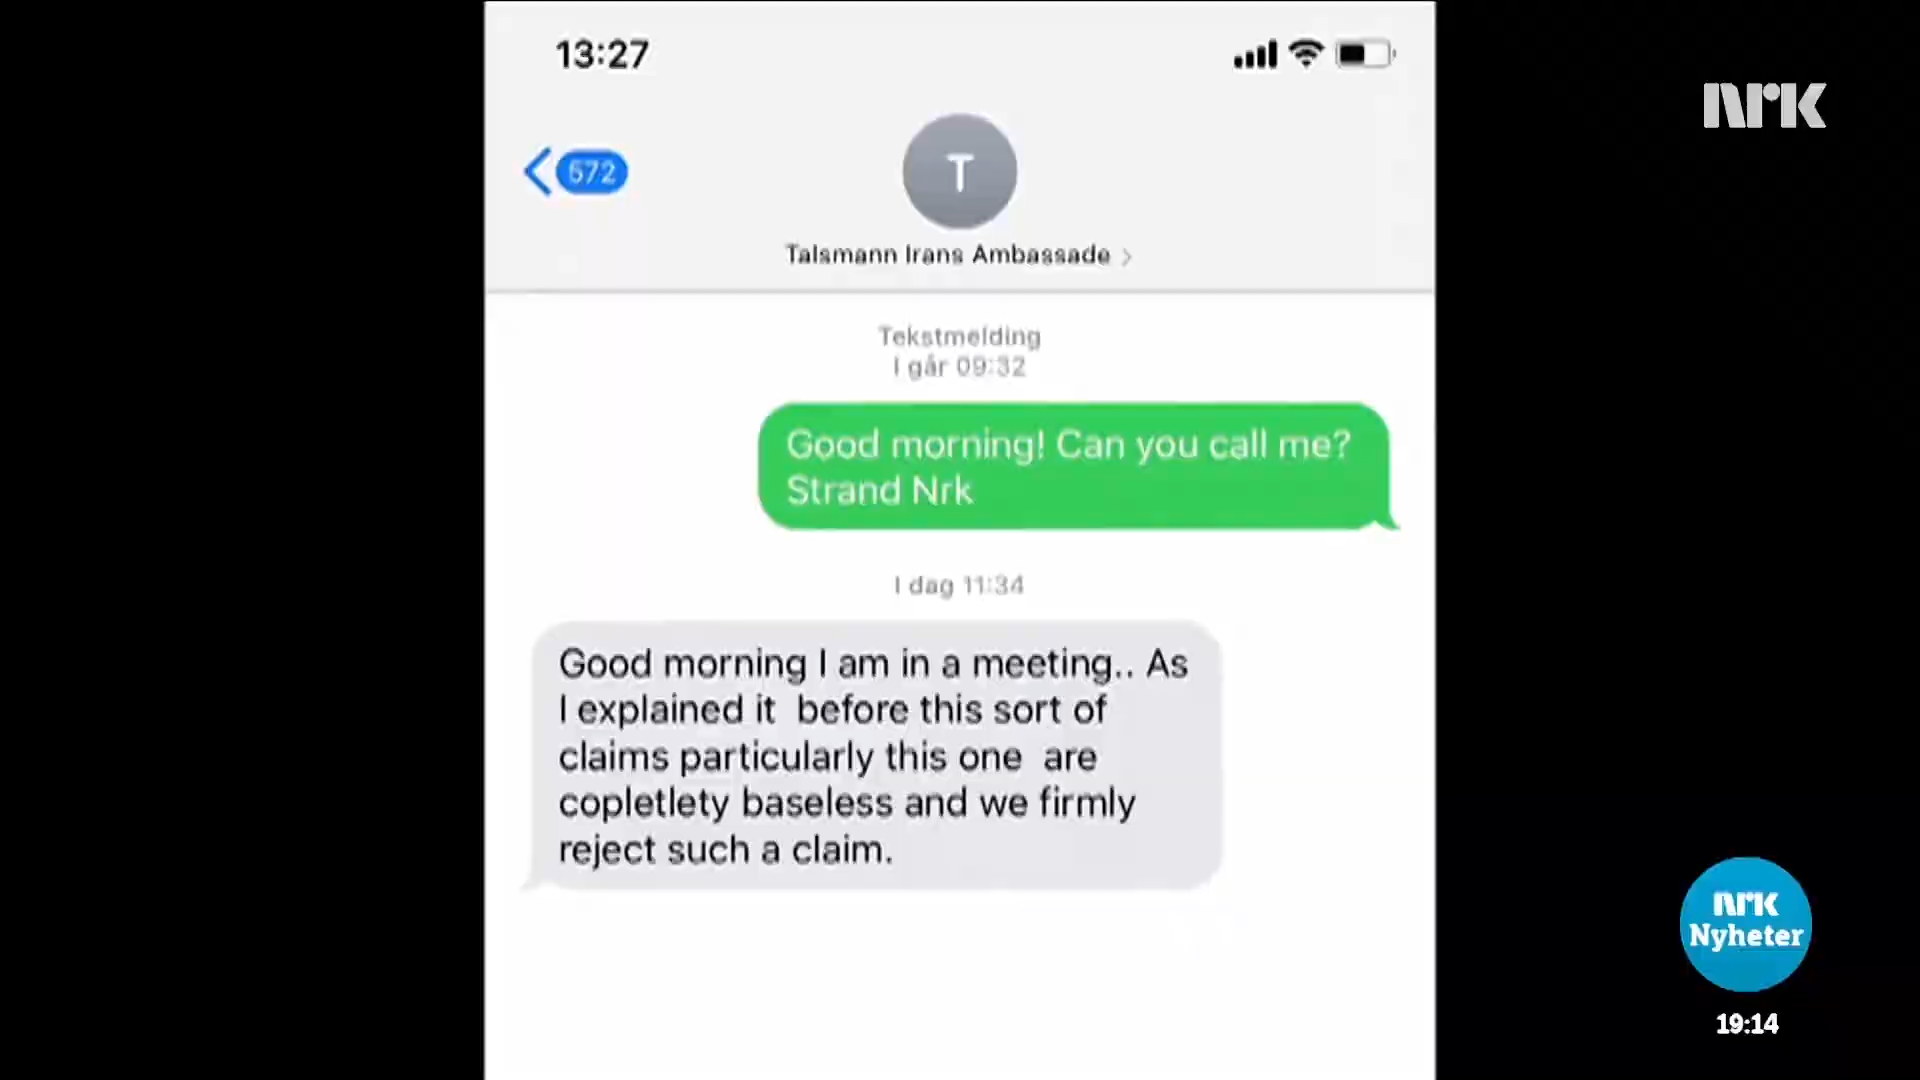 13:27
nrk
572
T
Talsmann Irans Ambassade
Tekstmelding
I går 09:32
Good morning! Can you call me?
Strand Nrk
I dag 11:34
Good morning I am in a meeting.. As
I explained it  before this sort of
claims particularly this one  are
copletlety baseless and we firmly
reject such a claim.
nrk
Nyheter
19:14